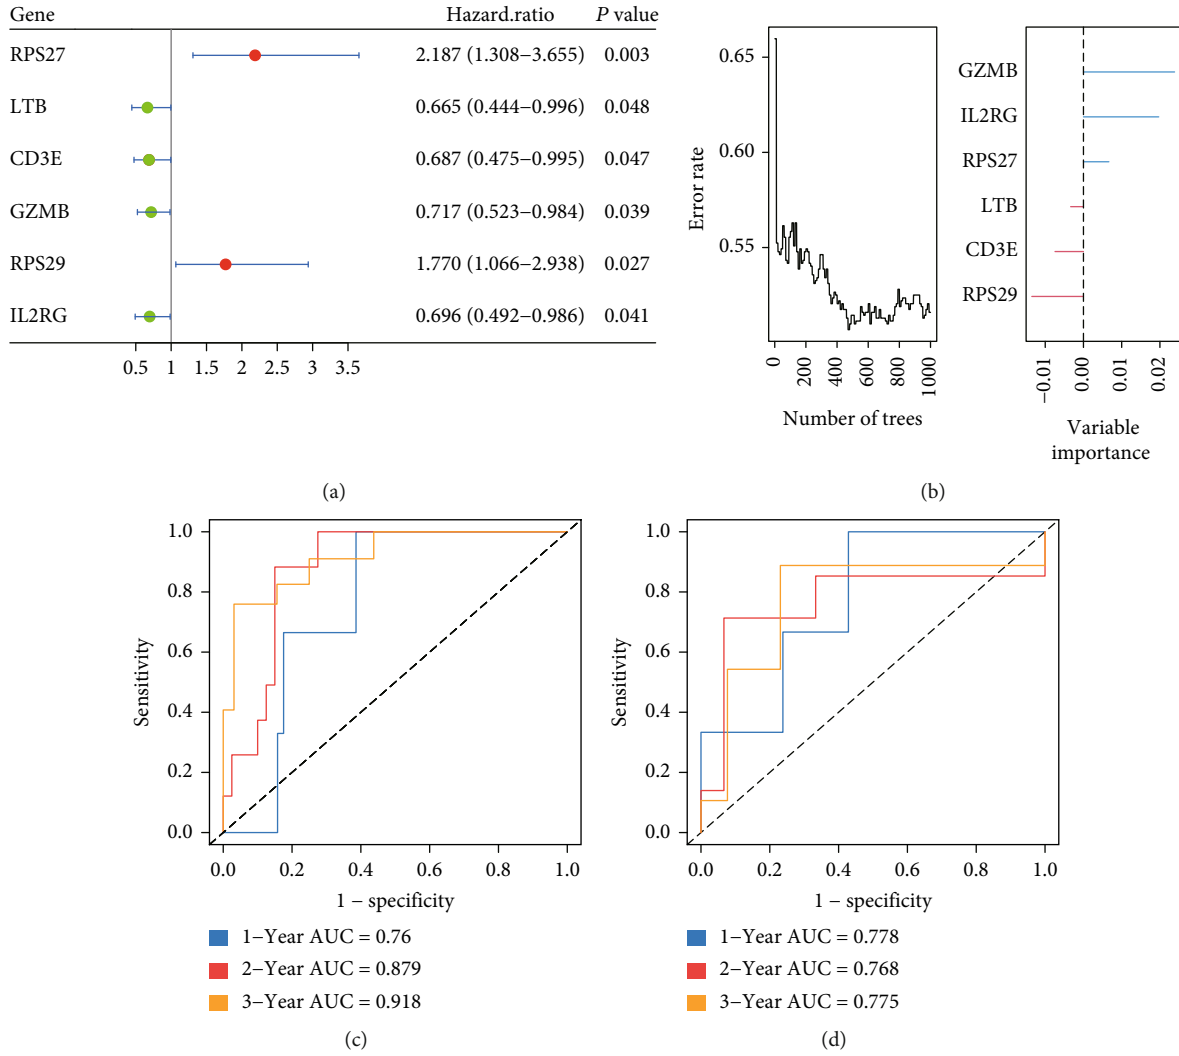 Gene Hazard.ratio P value
RPS27 2.187 (1.308−3.655) 0.003
LTB 0.665 (0.444−0.996) 0.048
CD3E 0.687 (0.475−0.995) 0.047
GZMB 0.717 (0.523−0.984) 0.039
RPS29 1.770 (1.066−2.938) 0.027
IL2RG 0.696 (0.492−0.986) 0.041
0.5 1 1.5 2 2.5 3 3.5
(a)
Error rate
0.65
0.60
0.55
0 200 400 600 800 1000
Number of trees
GZMB
IL2RG
RPS27
LTB
CD3E
RPS29
−0.01 0.00 0.01 0.02
Variable
importance
(b)
Sensitivity
1.0
0.8
0.6
0.4
0.2
0.0
0.0 0.2 0.4 0.6 0.8 1.0
1 − specificity
1−Year AUC = 0.76
2−Year AUC = 0.879
3−Year AUC = 0.918
(c)
Sensitivity
1.0
0.8
0.6
0.4
0.2
0.0
0.0 0.2 0.4 0.6 0.8 1.0
1 − specificity
1−Year AUC = 0.778
2−Year AUC = 0.768
3−Year AUC = 0.775
(d)